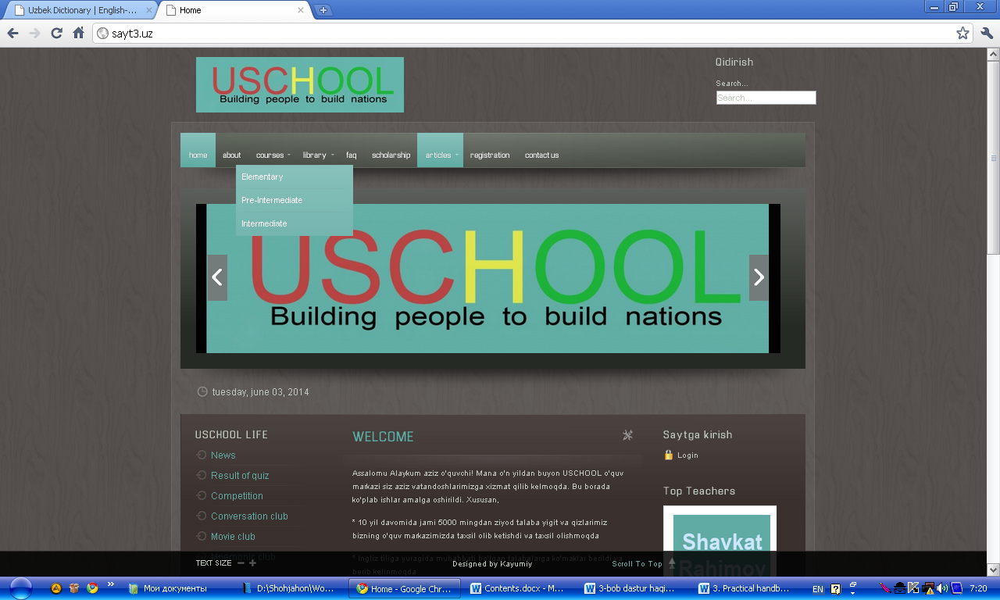 Uzbek Dictionary | English-...
Home
sayt3.uz
USCHOOL
Building people to build nations
Qidirish
Search...
Search...
home about courses library faq scholarship articles registration contact us
Elementary
Pre-Intermediate
Intermediate
USCHOOL
Building people to build nations
tuesday, june 03, 2014
USCHOOL LIFE
News
Result of quiz
Competition
Conversation club
Movie club
Mnemonic club
WELCOME
Assalomu Alaykum aziz o'quvchi! Mana o'n yildan buyon USCHOOL o'quv
markazi siz aziz vatandoshlarimizga xizmat qilib kelmoqda. Bu borada
ko'plab ishlar amalga oshirildi. Xususan,
* 10 yil davomida jami 5000 mingdan ziyod talaba yigit va qizlarimiz
bizning o'quv markazimizda taxsil olib ketishdi va taxsil olishmoqda
* Ingliz tiliga yuragida muhabbati bo'lgan talabalarga ko'maklar berildi va
berib kelinmoqda
Saytga kirish
Login
Top Teachers
Shavkat
Rahimov
TEXT SIZE
Designed by Kayumiy
Scroll To Top
Мои документы
D:\Shohjahon\Wo...
Home - Google Chr...
Contents.docx - M...
3-bob dastur haqi...
3. Practical handb...
EN
7:20